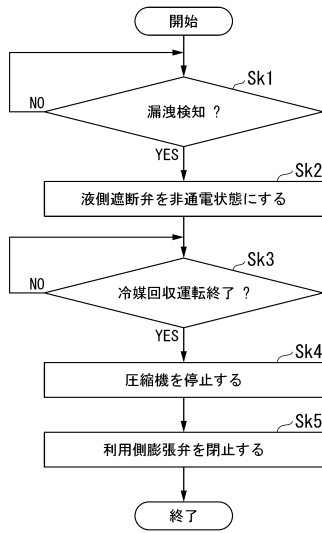 開始
Sk1
漏洩検知 ?
NO
YES
Sk2
液側遮断弁を非通電状態にする
Sk3
冷媒回収運転終了 ?
NO
YES
Sk4
圧縮機を停止する
Sk5
利用側膨張弁を閉止する
終了